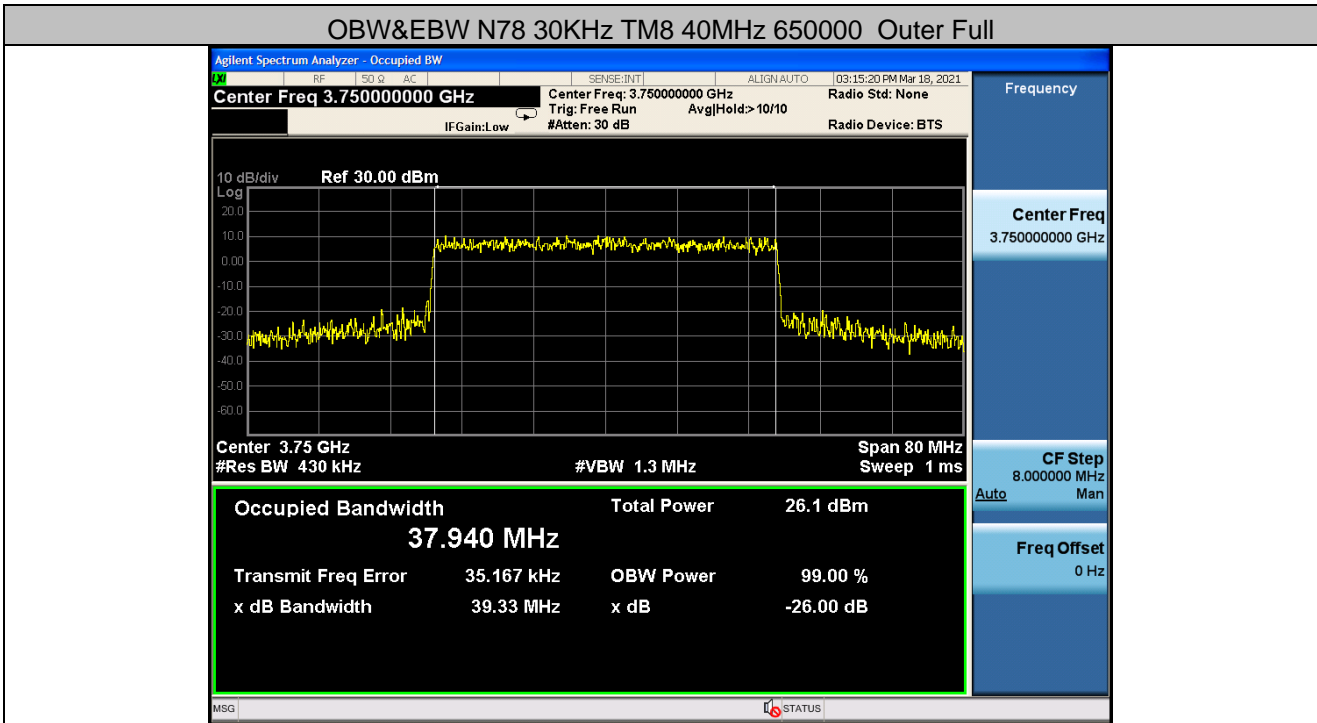 OBW&EBW N78 30KHz TM8 40MHz 650000 Outer Full
Agilent Spectrum Analyzer - Occupied BW
LXI RF 50 Ω AC SENSE:INT ALIGN AUTO 03:15:20 PM Mar 18, 2021
Center Freq 3.750000000 GHz
Center Freq: 3.750000000 GHz
Radio Std: None
Trig: Free Run Avg|Hold:>10/10
IFGain:Low
#Atten: 30 dB
Radio Device: BTS
Frequency
10 dB/div Ref 30.00 dBm
Log
20.0
10.0
0.00
-10.0
-20.0
-30.0
-40.0
-50.0
-60.0
Center 3.75 GHz Span 80 MHz
#Res BW 430 kHz #VBW 1.3 MHz Sweep 1 ms
Center Freq
3.750000000 GHz
CF Step
8.000000 MHz
Auto Man
Freq Offset
0 Hz
Occupied Bandwidth Total Power 26.1 dBm
37.940 MHz
Transmit Freq Error 35.167 kHz OBW Power 99.00 %
x dB Bandwidth 39.33 MHz x dB -26.00 dB
MSG STATUS